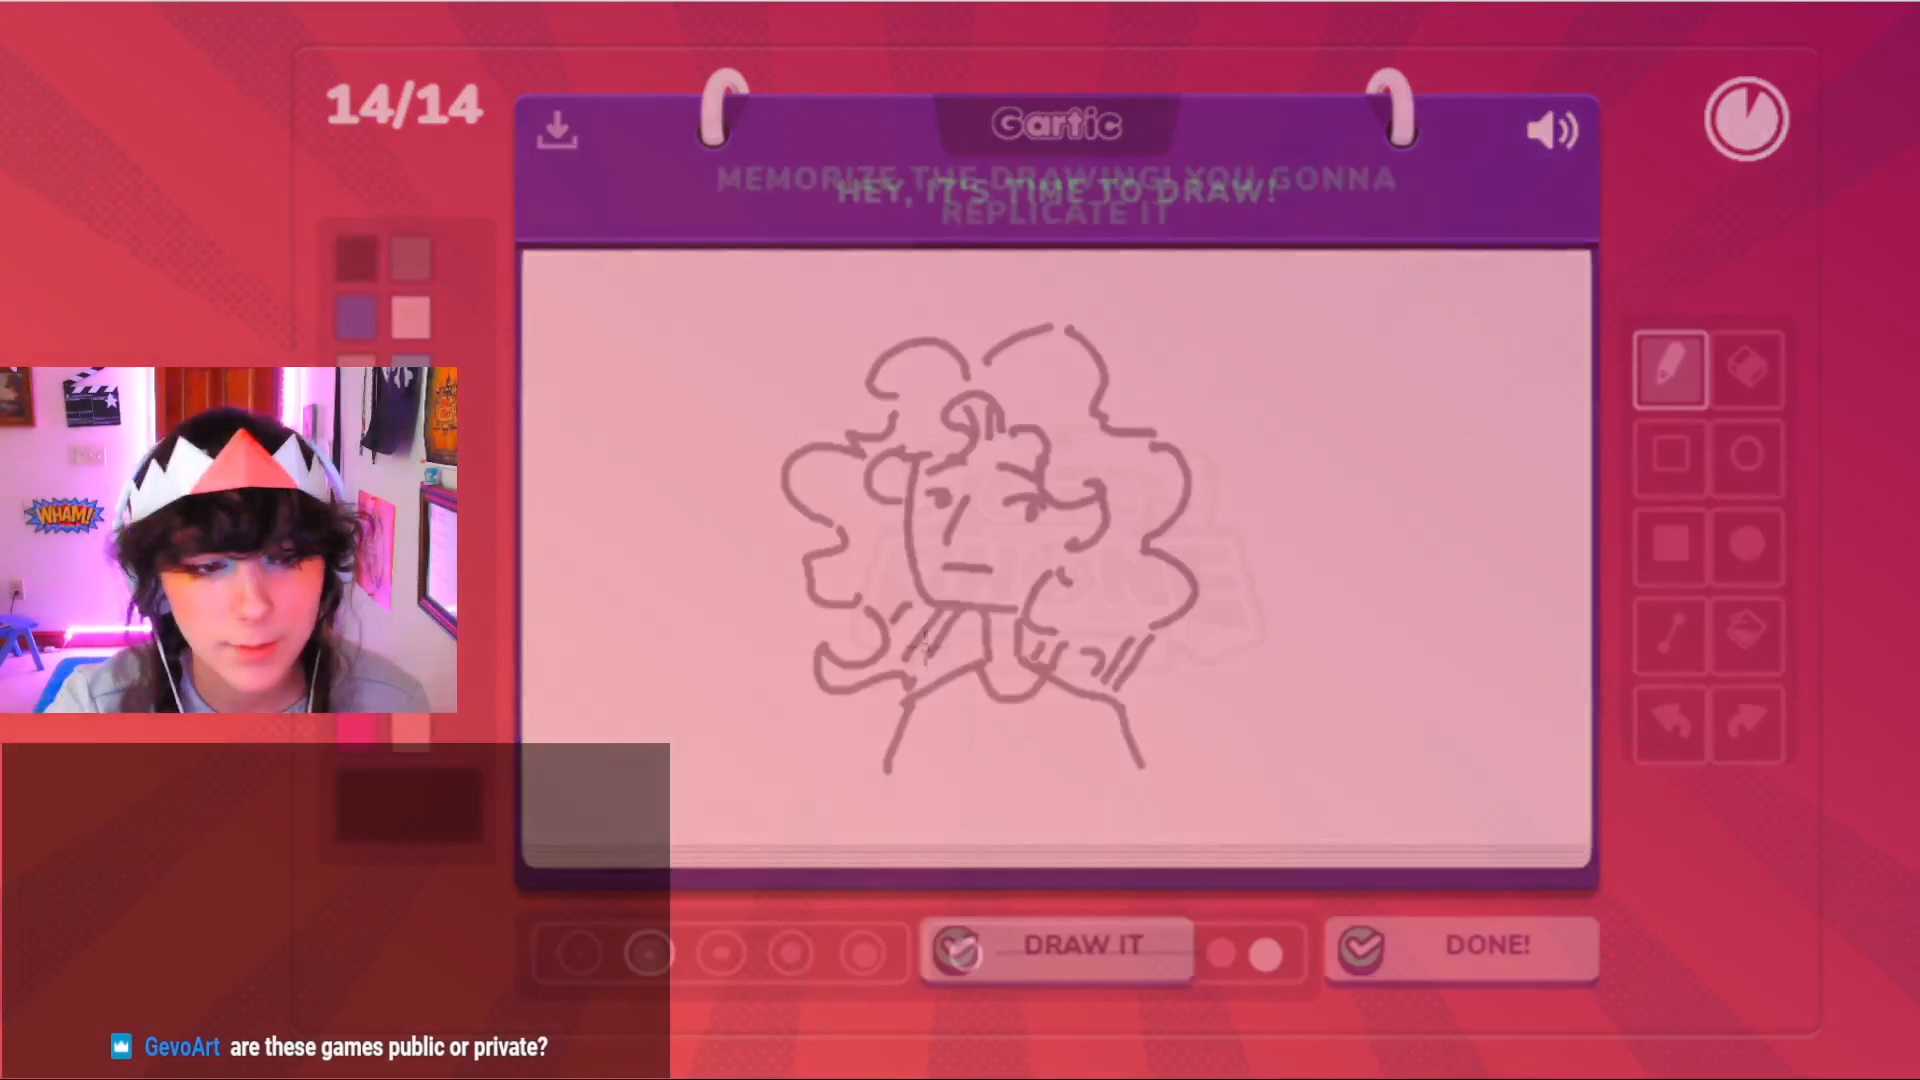 14/14
Gartic
MEMORIZE THE DRAWING! YOU GONNA
HEY, IT'S TIME TO DRAW!
REPLICATE IT
WHAM!
PHONE
DRAW IT
DONE!
GevoArt are these games public or private?